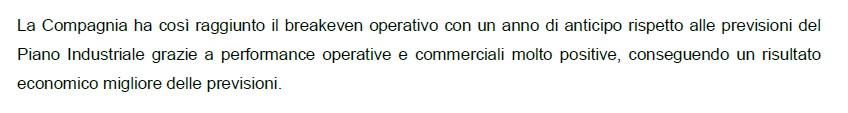 La Compagnia ha così raggiunto il breakeven operativo con un anno di anticipo rispetto alle previsioni del
Piano Industriale grazie a performance operative e commerciali molto positive, conseguendo un risultato
economico migliore delle previsioni.